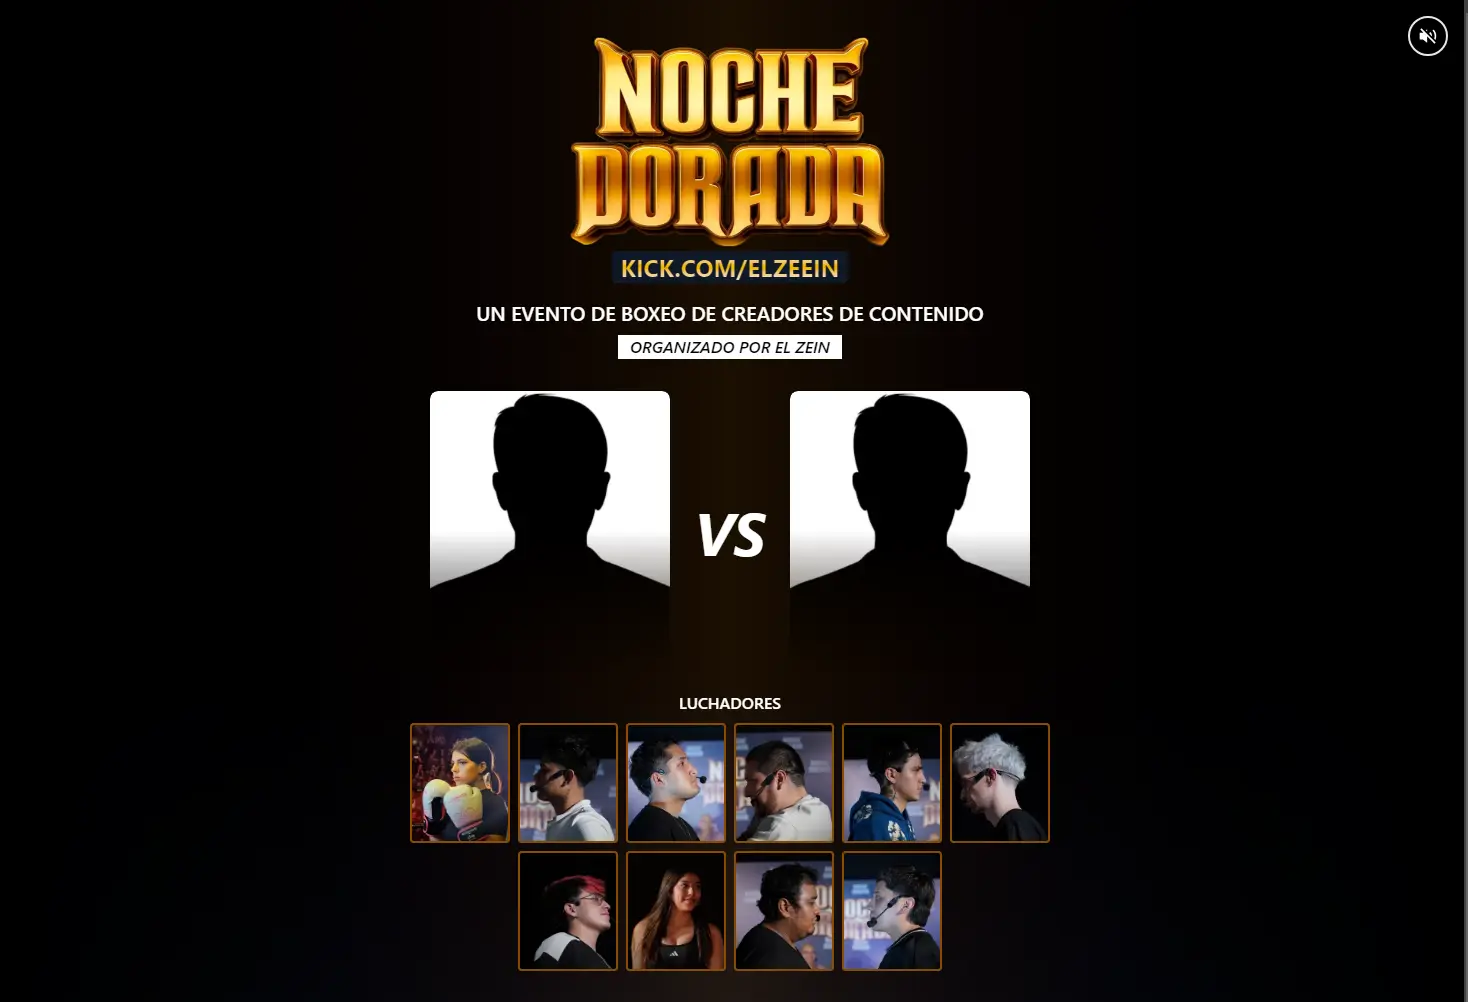 NOCHE
DORADA
KICK.COM/ELZEEIN
UN EVENTO DE BOXEO DE CREADORES DE CONTENIDO
ORGANIZADO POR EL ZEIN
VS
LUCHADORES